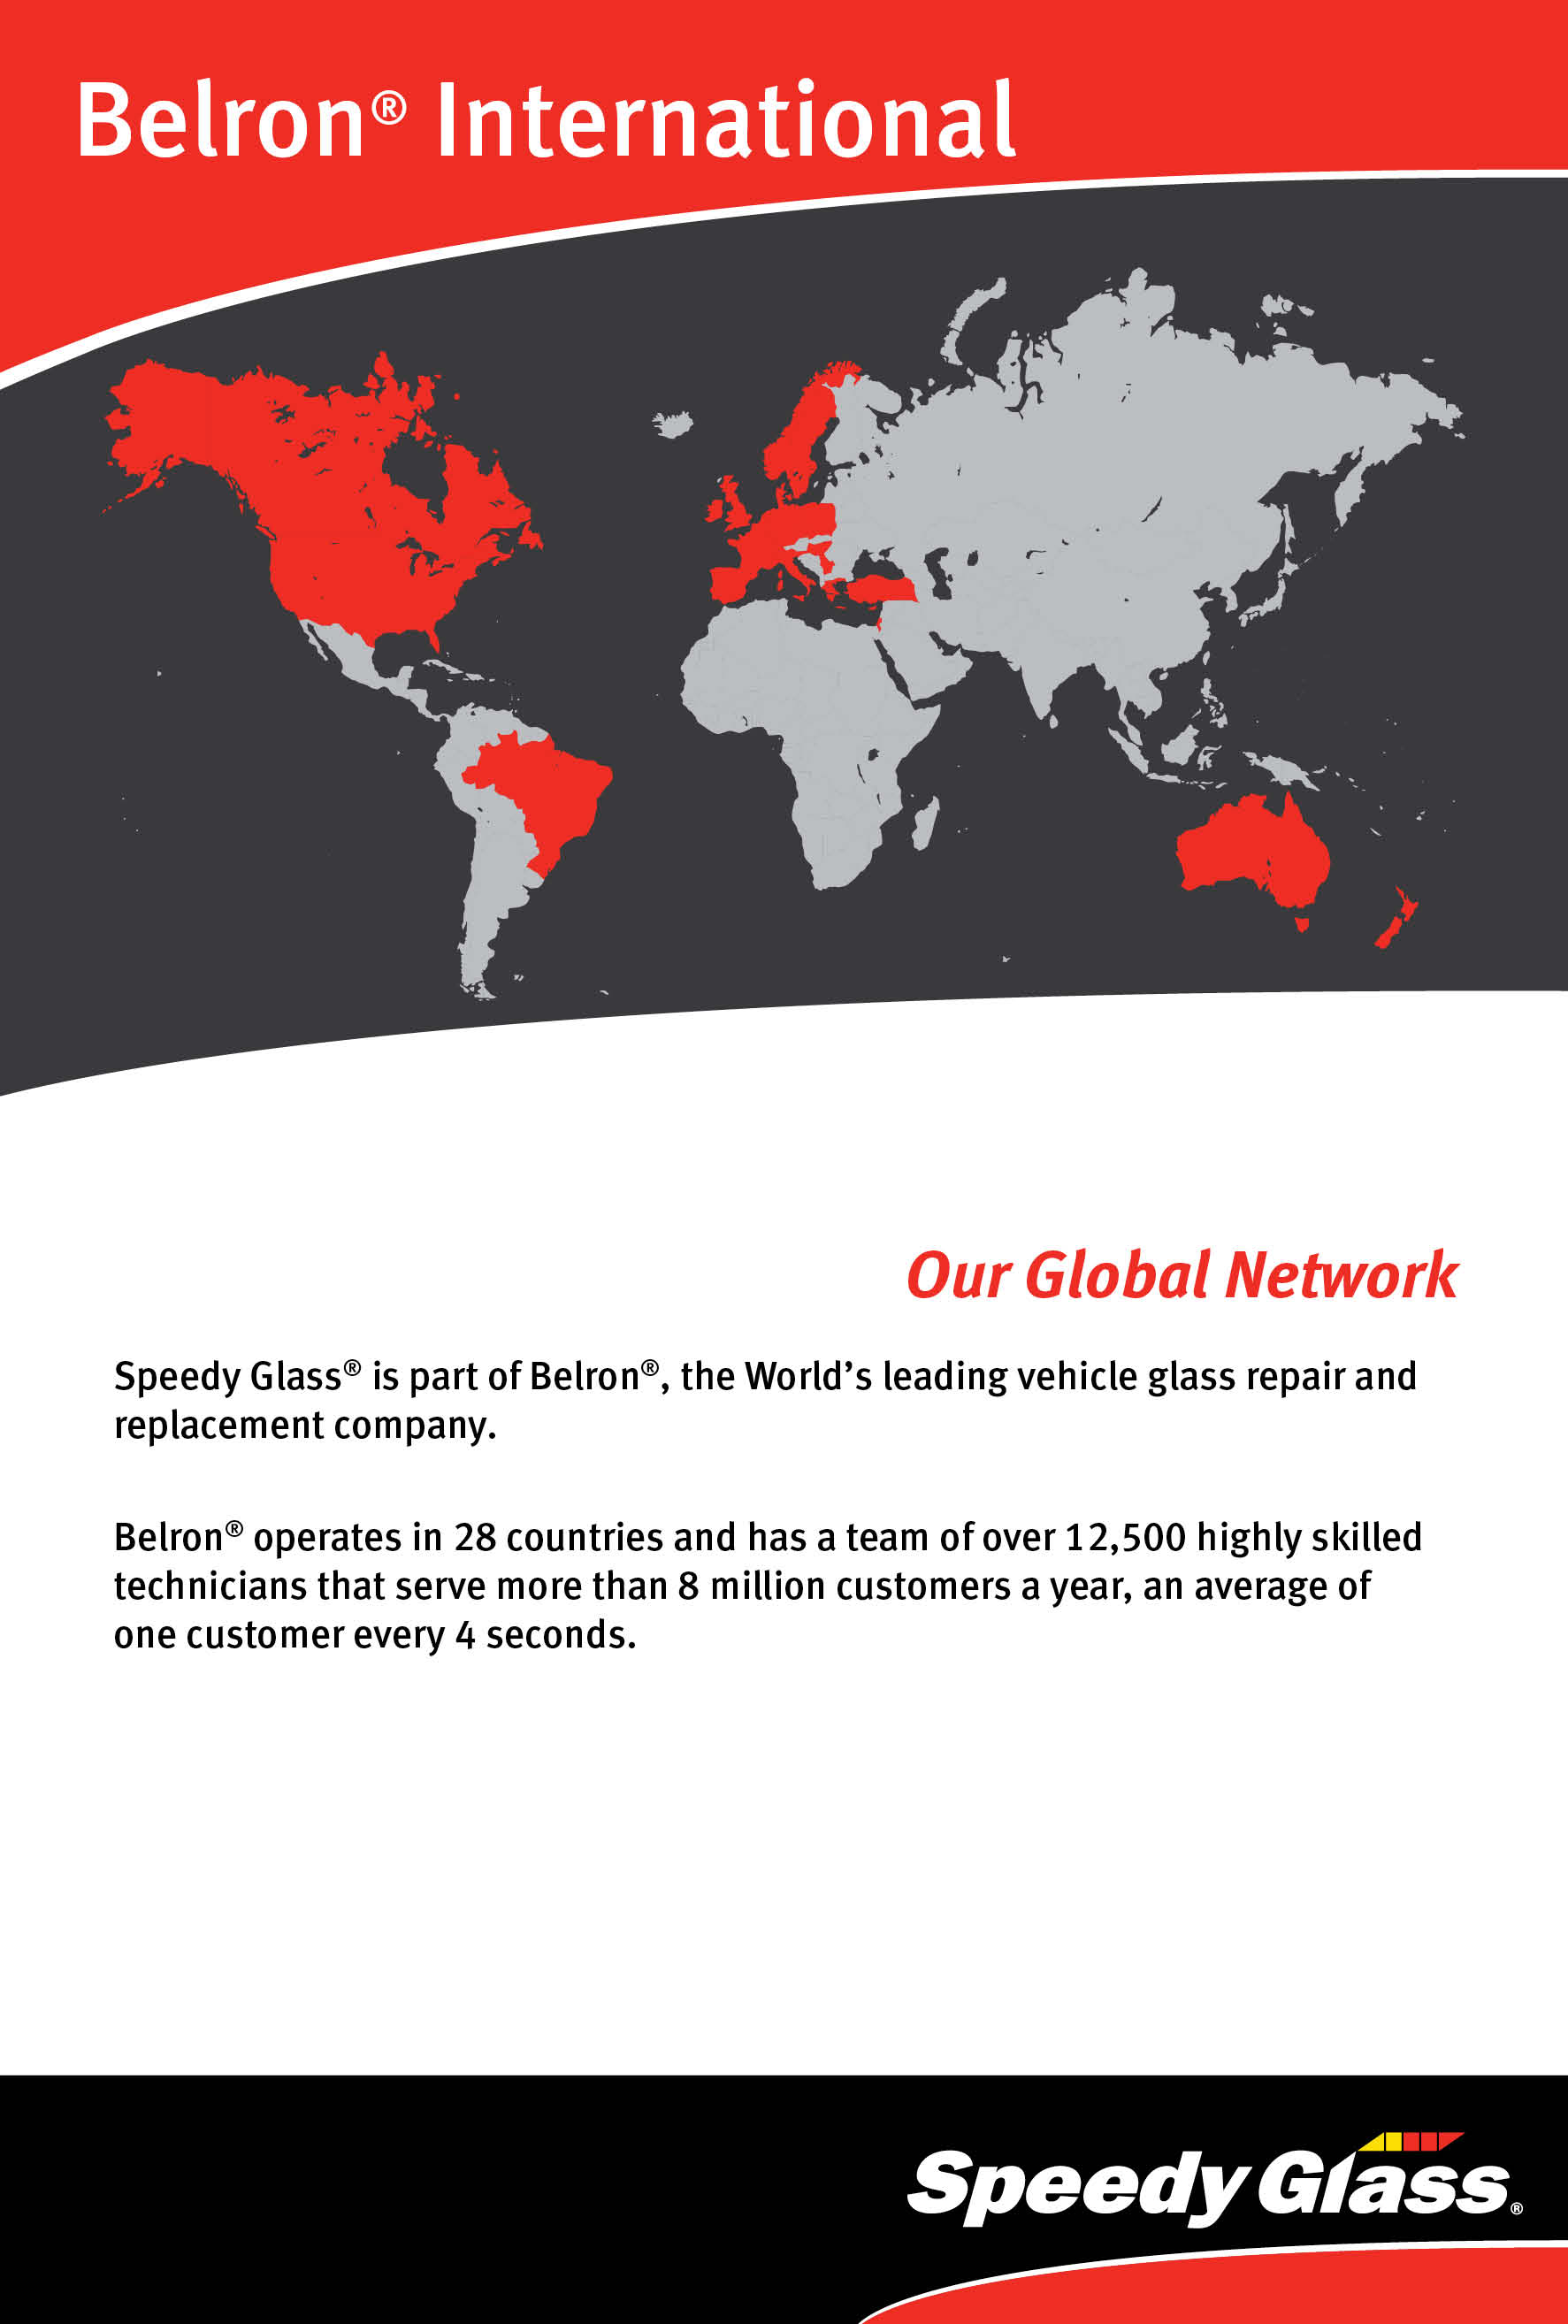 Belron® International
Our Global Network
Speedy Glass® is part of Belron®, the World’s leading vehicle glass repair and
replacement company.
Belron® operates in 28 countries and has a team of over 12,500 highly skilled
technicians that serve more than 8 million customers a year, an average of
one customer every 4 seconds.
Speedy Glass®